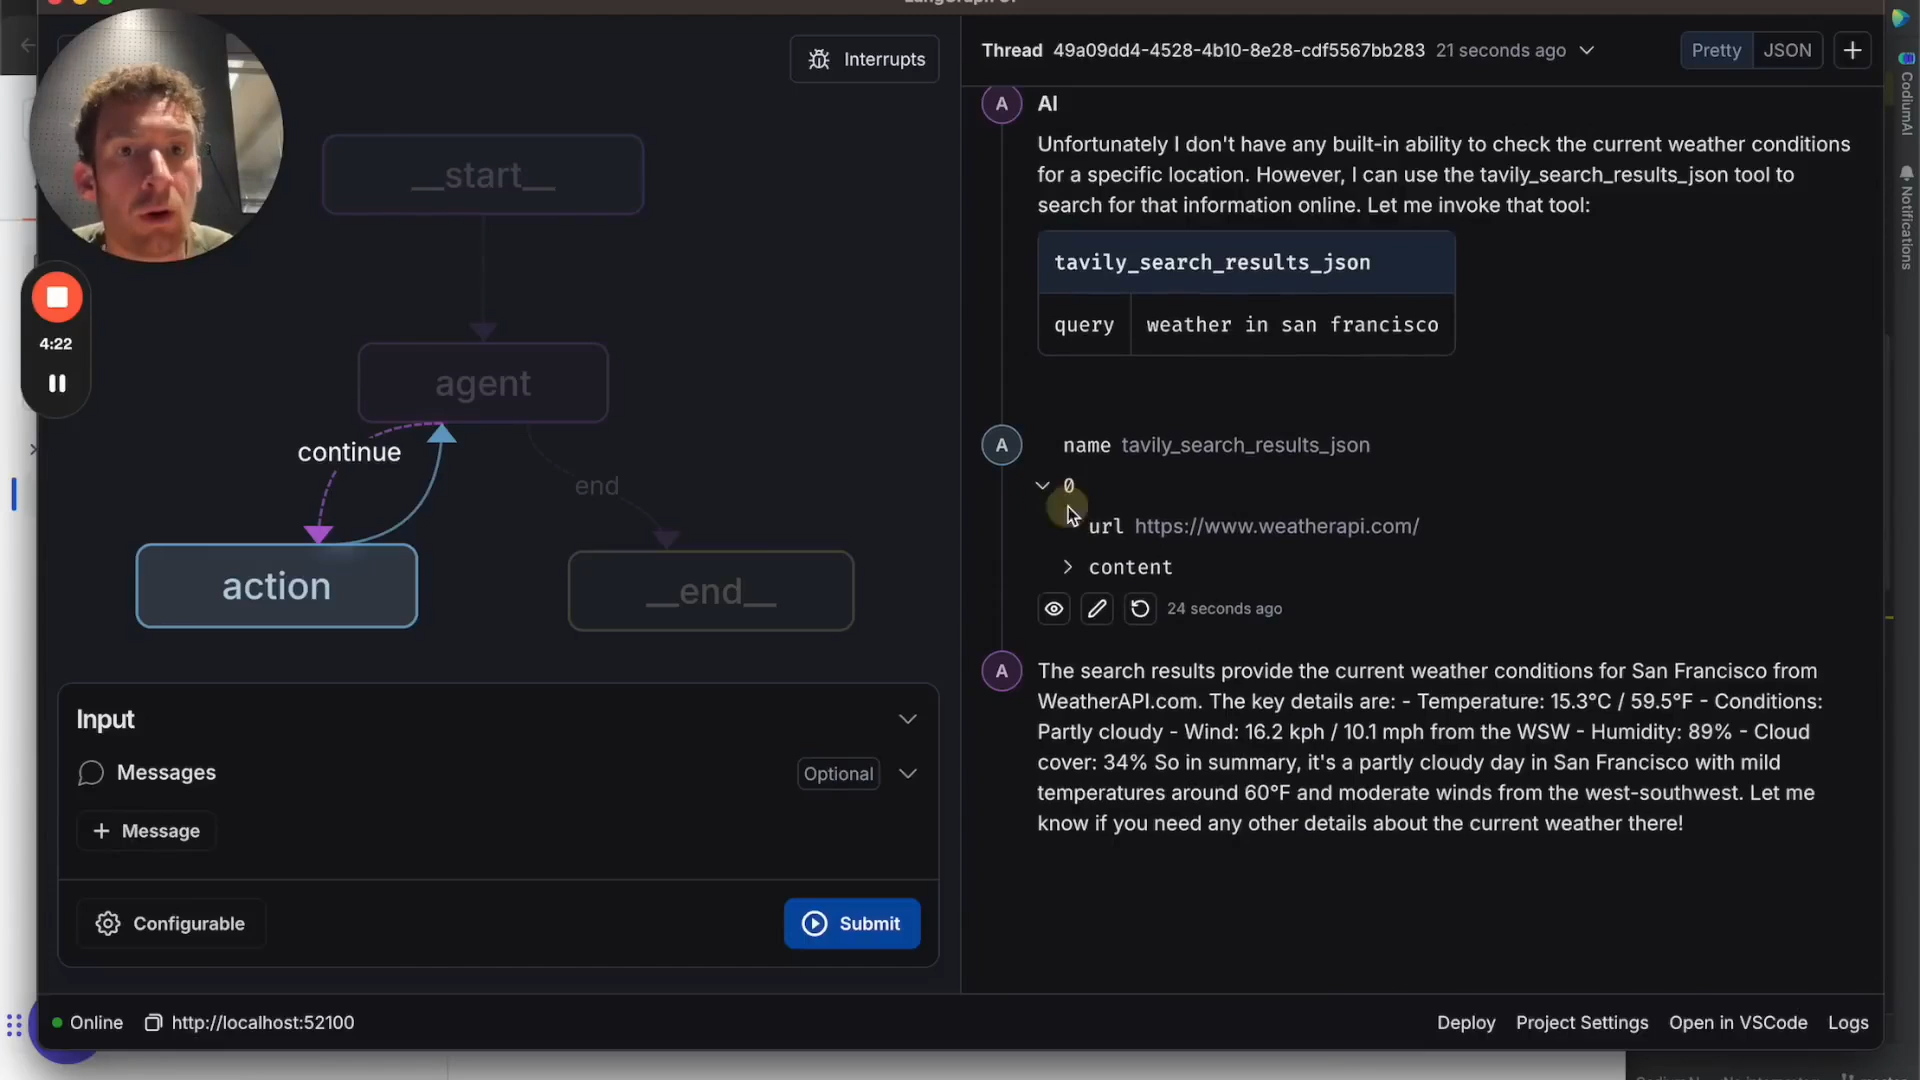 Interrupts
__start__
agent
continue
end
action
__end__
4:22
Input
Messages
Optional
+ Message
Configurable
Submit
Thread 49a09dd4-4528-4b10-8e28-cdf5567bb283 21 seconds ago
Pretty JSON
A AI
Unfortunately I don't have any built-in ability to check the current weather conditions
for a specific location. However, I can use the tavily_search_results_json tool to
search for that information online. Let me invoke that tool:
tavily_search_results_json
query weather in san francisco
A name tavily_search_results_json
0
url https://www.weatherapi.com/
content
24 seconds ago
A The search results provide the current weather conditions for San Francisco from
WeatherAPI.com. The key details are: - Temperature: 15.3°C / 59.5°F - Conditions:
Partly cloudy - Wind: 16.2 kph / 10.1 mph from the WSW - Humidity: 89% - Cloud
cover: 34% So in summary, it's a partly cloudy day in San Francisco with mild
temperatures around 60°F and moderate winds from the west-southwest. Let me
know if you need any other details about the current weather there!
Online http://localhost:52100
Deploy Project Settings Open in VSCode Logs
CodiumAI
Notifications